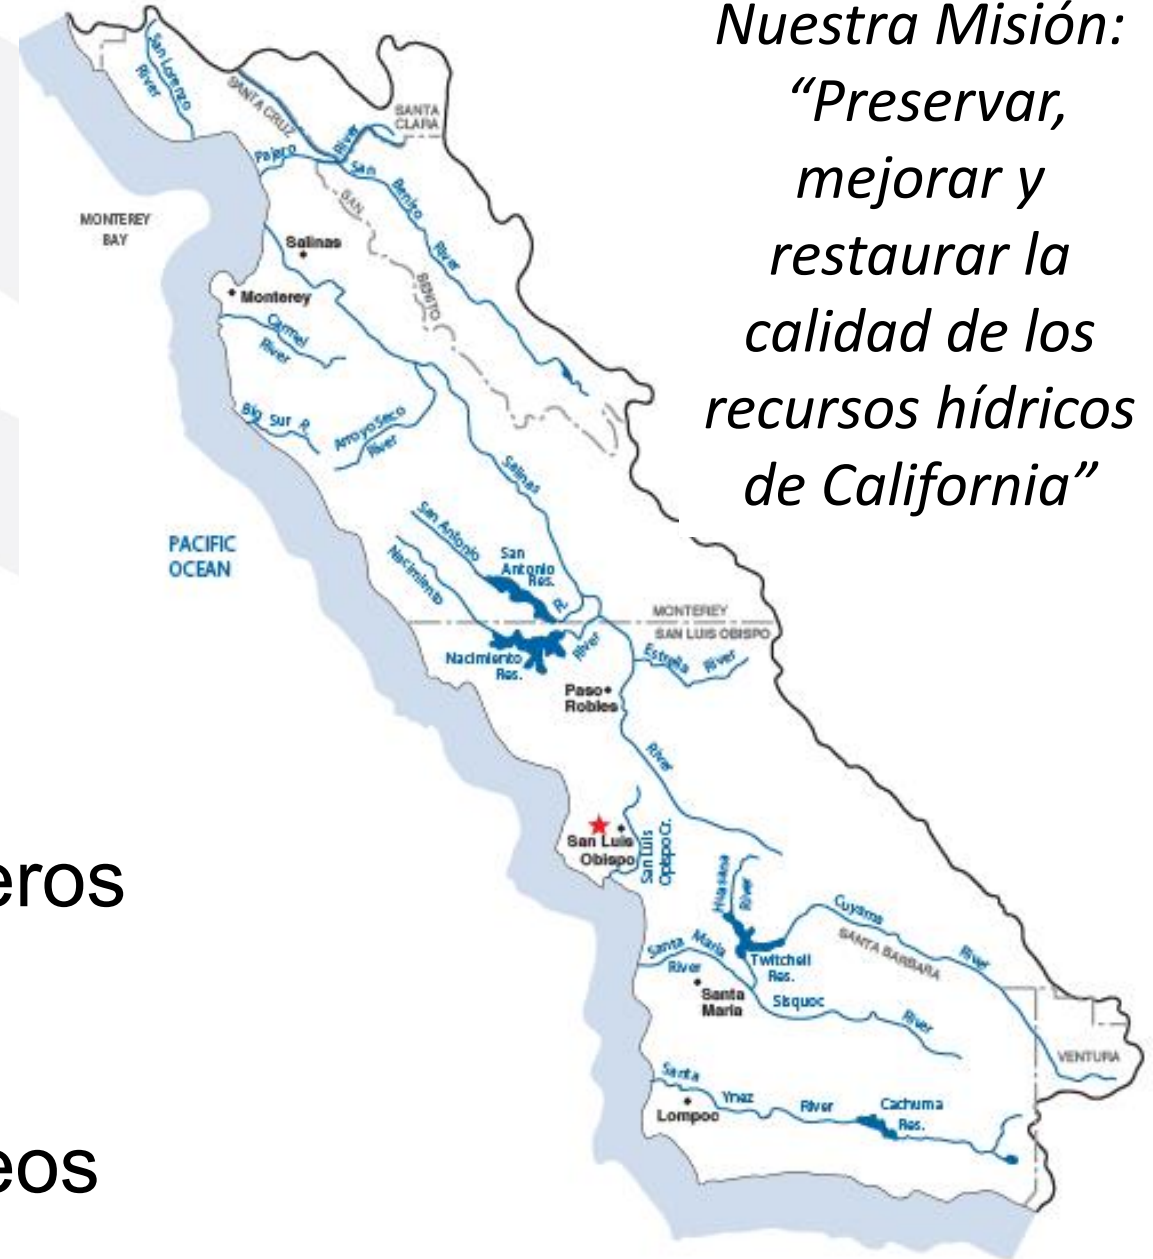 Nuestra Misión:
“Preservar,
mejorar y
restaurar la
calidad de los
recursos hídricos
de California”
San Lorenzo
River
SANTA CRUZ
SANTA
CLARA
Pajaro
River
San
Benito
River
SAN
BENITO
MONTEREY
BAY
Salinas
Monterey
Carmel
River
Big Sur R.
Arroyo Seco
River
Salinas
PACIFIC
OCEAN
San Antonio
San
Antonio
Res.
R.
Nacimiento
MONTEREY
SAN LUIS OBISPO
Nacimiento
Res.
River
Estrella River
Paso
Robles
River
San Luis
Obispo
San Luis
Opispo Cr.
eros
Huasana
River
Cuyama
River
SANTA BARBARA
Santa Maria
River
Twitchell
Res.
Santa
Maria
Sisquoc
River
VENTURA
Santa
Ynez
River
Cachuma
Res.
Lompoc
eos